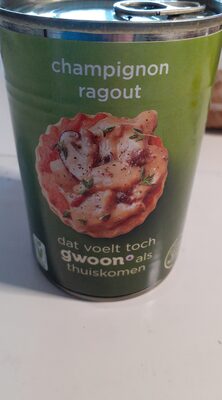 champignon
ragout
dat voelt toch
gwoon als
thuiskomen